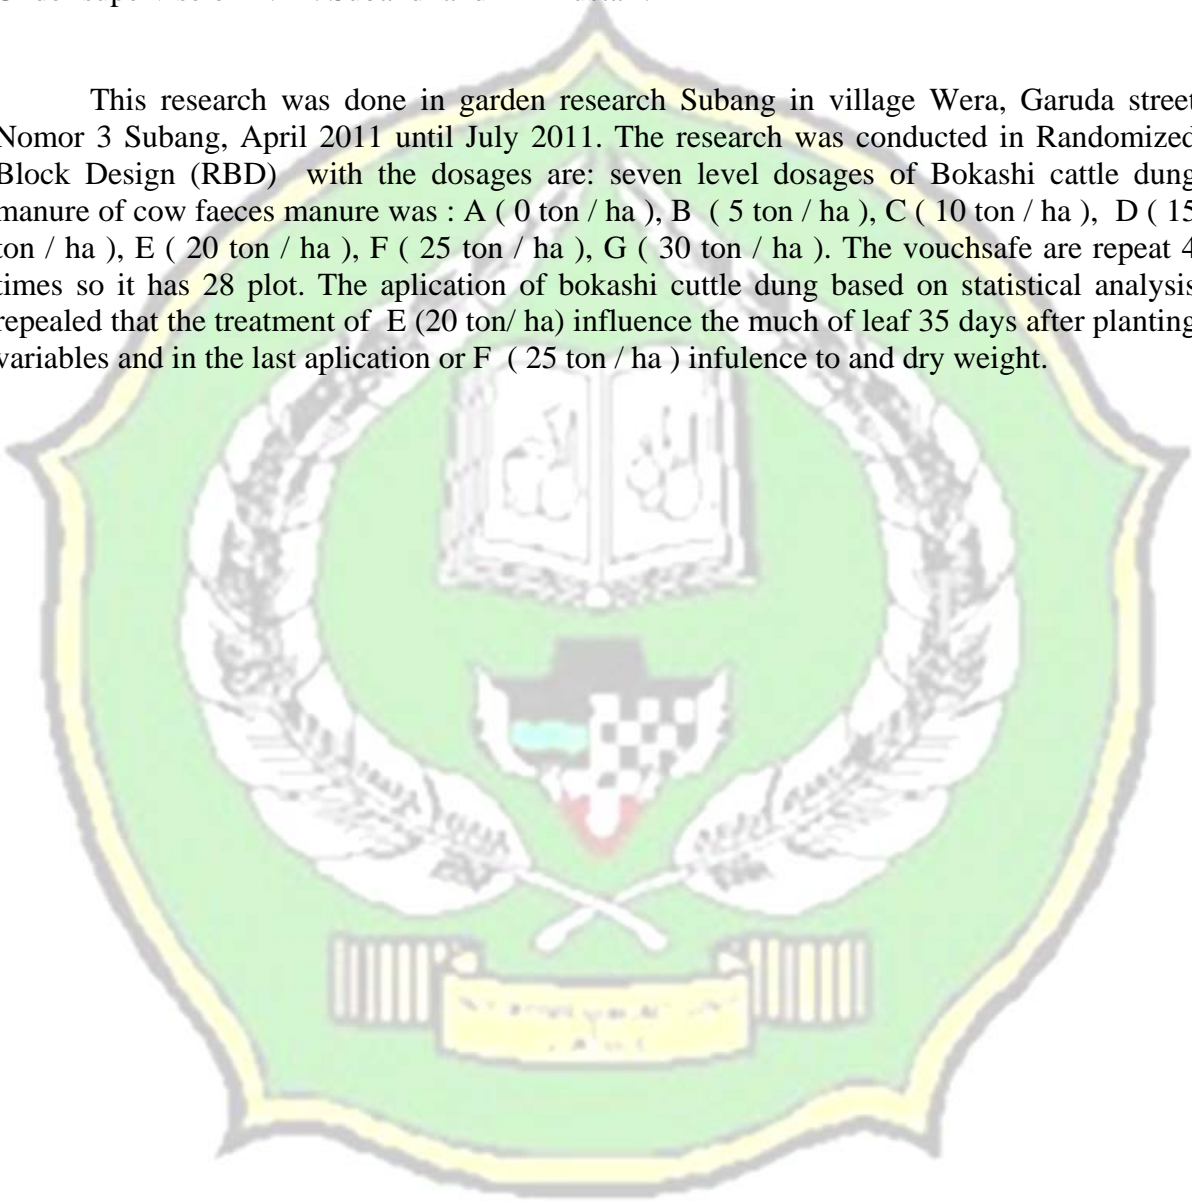 This research was done in garden research Subang in village Wera, Garuda street
Nomor 3 Subang, April 2011 until July 2011. The research was conducted in Randomized
Block Design (RBD) with the dosages are: seven level dosages of Bokashi cattle dung
manure of cow faeces manure was : A ( 0 ton / ha ), B ( 5 ton / ha ), C ( 10 ton / ha ), D ( 15
ton / ha ), E ( 20 ton / ha ), F ( 25 ton / ha ), G ( 30 ton / ha ). The vouchsafe are repeat 4
times so it has 28 plot. The aplication of bokashi cuttle dung based on statistical analysis
repealed that the treatment of E (20 ton/ ha) influence the much of leaf 35 days after planting
variables and in the last aplication or F ( 25 ton / ha ) infulence to and dry weight.